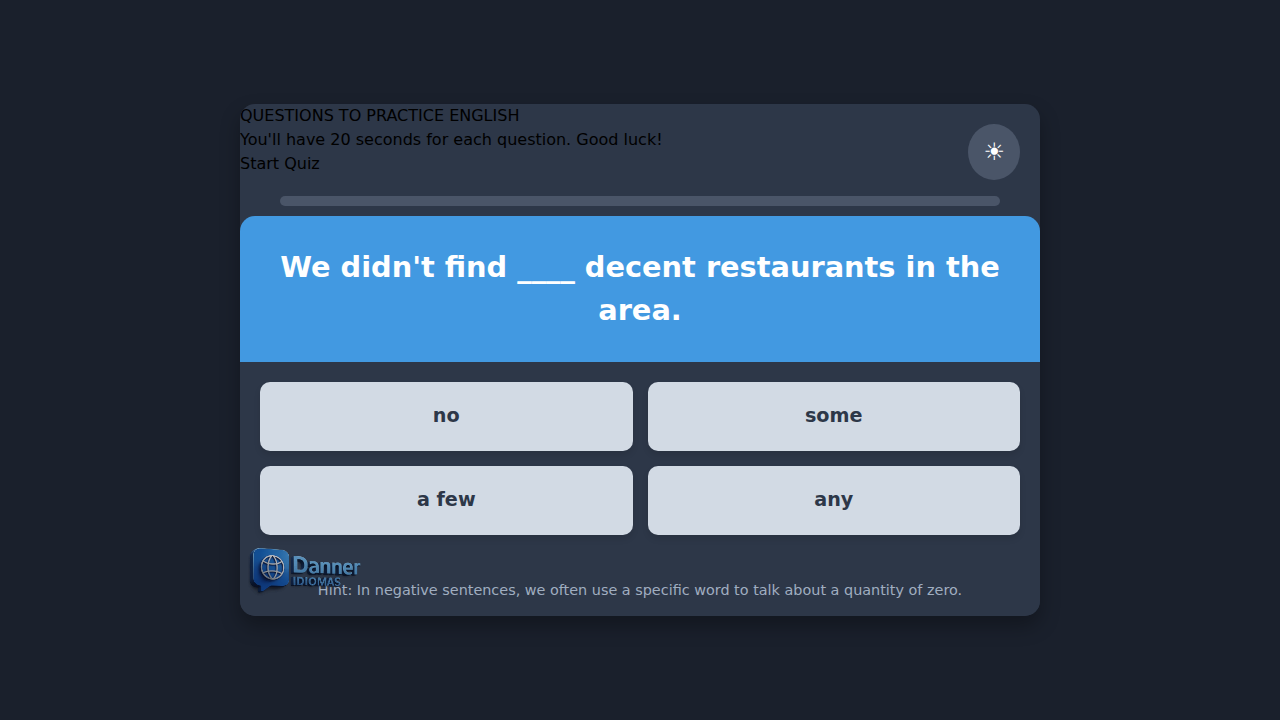 QUESTIONS TO PRACTICE ENGLISH
You'll have 20 seconds for each question. Good luck!
Start Quiz
We didn't find ____ decent restaurants in the
area.
no
some
a few
any
Danner
IDIOMAS
Hint: In negative sentences, we often use a specific word to talk about a quantity of zero.